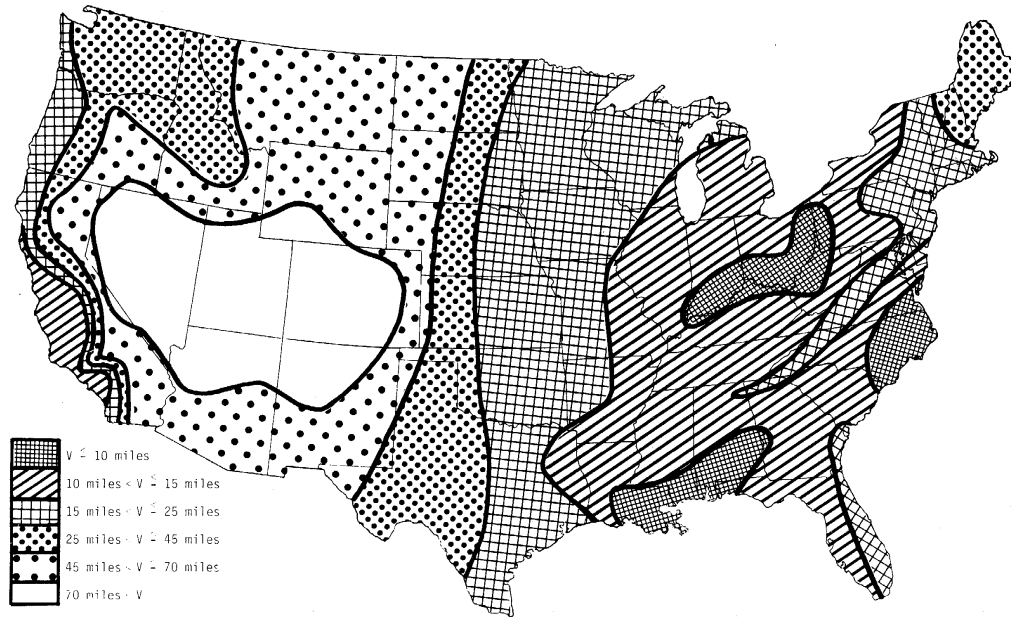 V ≤ 10 miles
10 miles < V ≤ 15 miles
15 miles < V ≤ 25 miles
25 miles < V ≤ 45 miles
45 miles < V ≤ 70 miles
70 miles < V